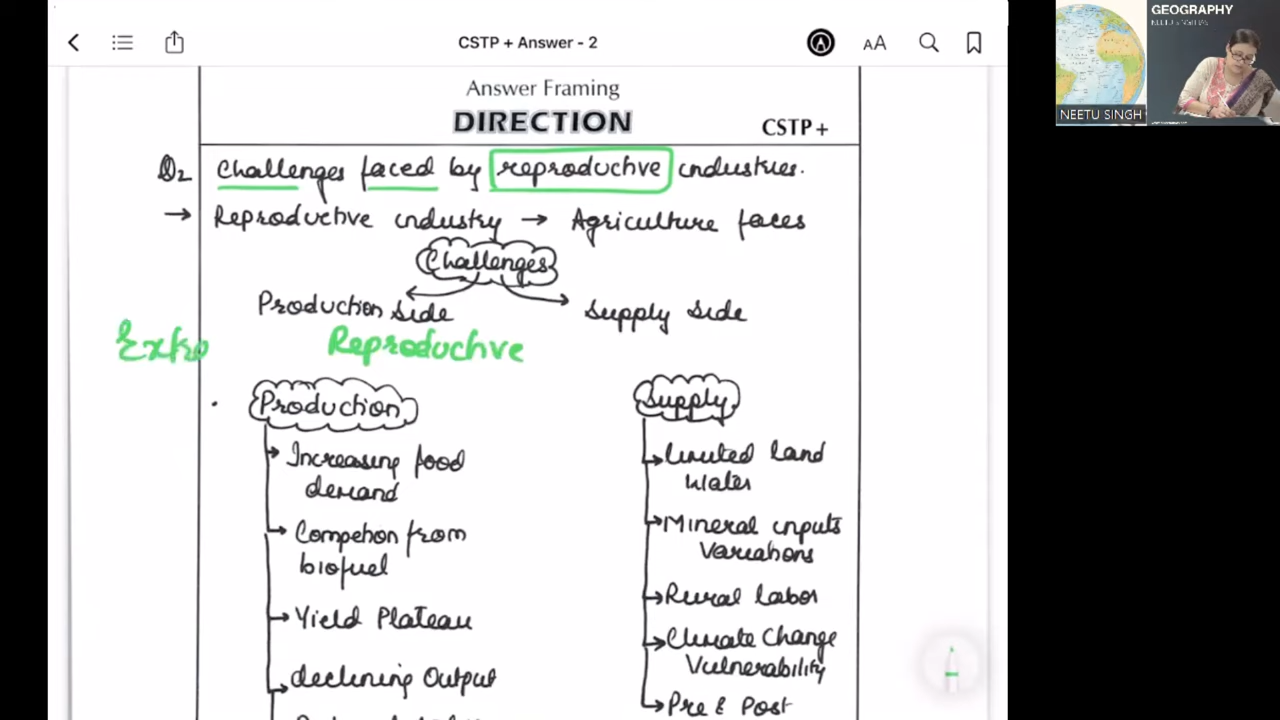 CSTP + Answer - 2
AA
GEOGRAPHY
NEETU SINGH
Answer Framing
DIRECTION
CSTP+
Q2 Challenges faced by reproductive industries.
→ Reproductive industry → Agriculture faces
Challenges
Production Side
Supply Side
Extra
Reproductive
Production
Increasing food
demand
Competion from
biofuel
Yield Plateau
declining Output
Supply
limited land
water
Mineral inputs
Variations
Rural labor
Climate Change
Vulnerability
Pre & Post